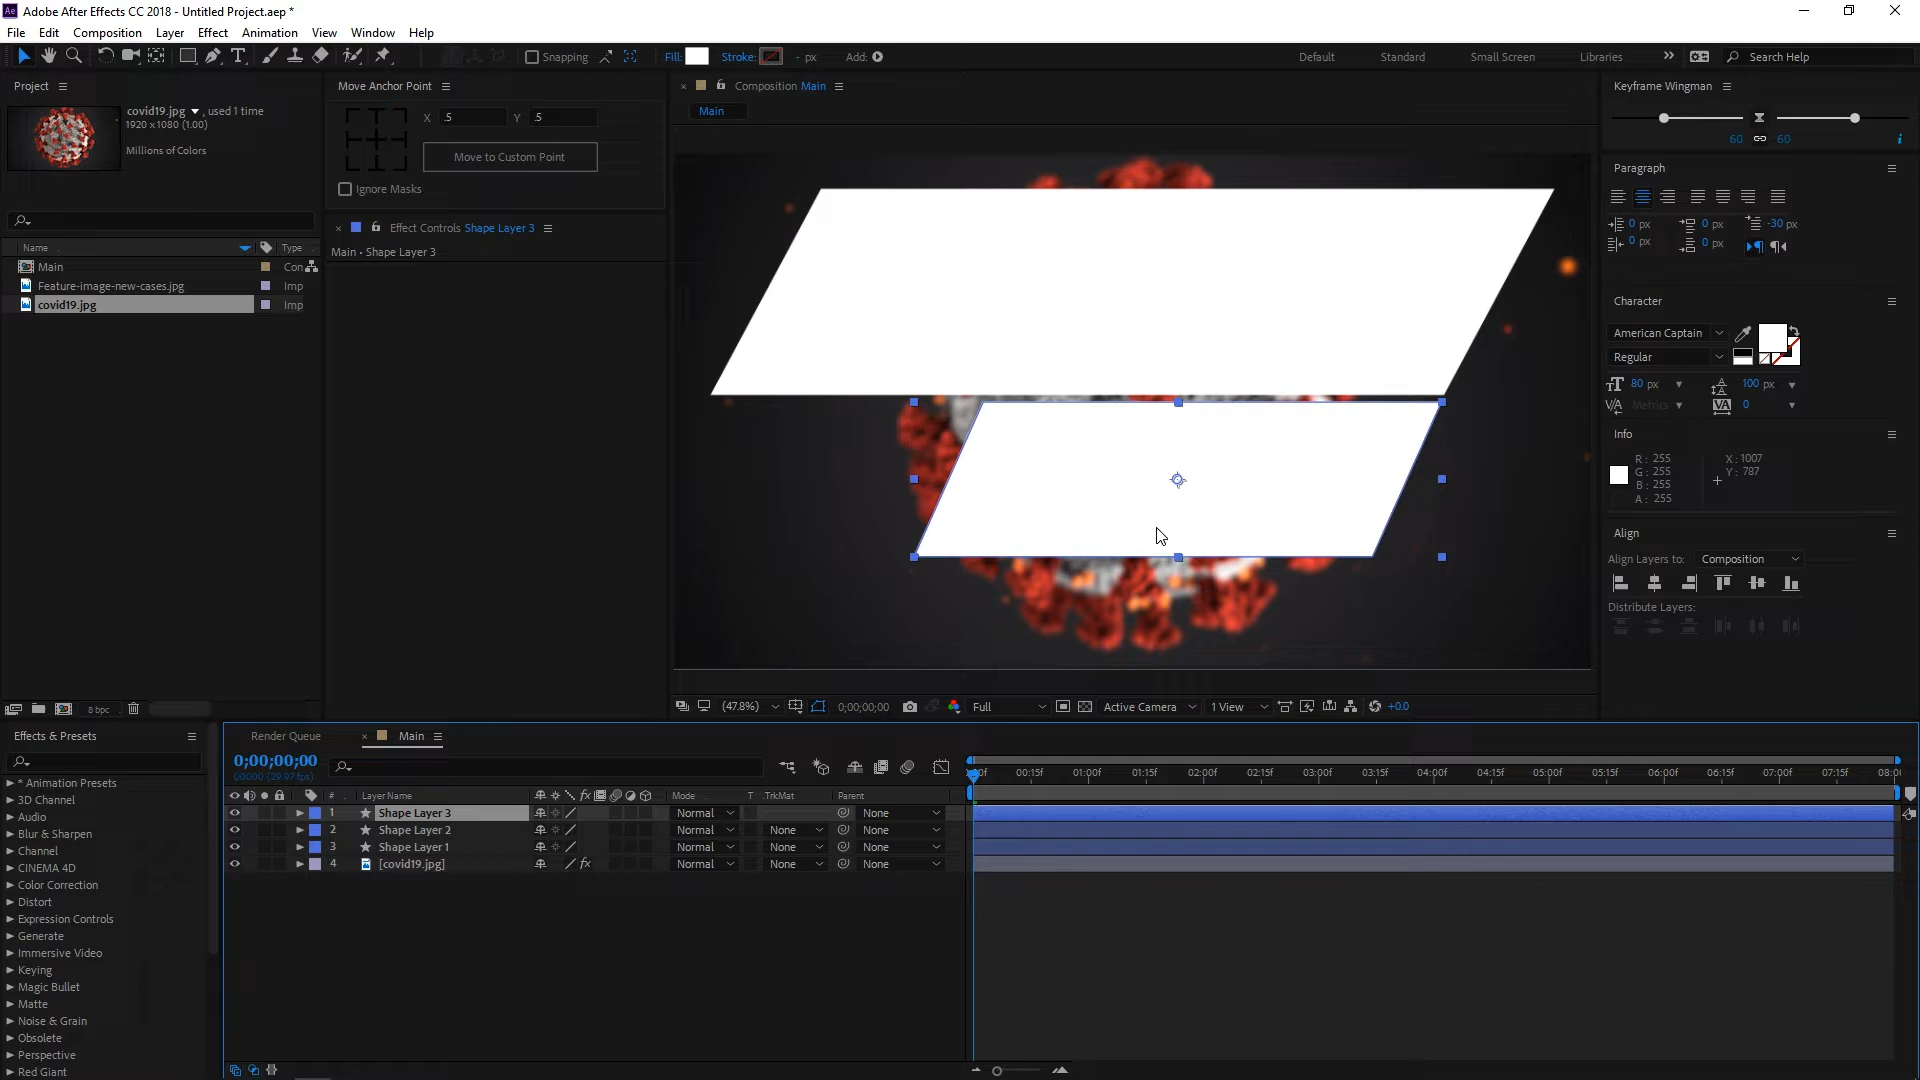 Adobe After Effects CC 2018 - Untitled Project.aep *
File Edit Composition Layer Effect Animation View Window Help
Snapping Fill: Stroke: - px Add: Default Standard Small Screen Libraries Search Help
Project
covid19.jpg , used 1 time
1920 x 1080 (1.00)
Millions of Colors
Name Type
Main Con
Feature-image-new-cases.jpg Imp
covid19.jpg Imp
8 bpc
Move Anchor Point
X .5 Y .5
Move to Custom Point
Ignore Masks
Effect Controls Shape Layer 3
Main • Shape Layer 3
Composition Main
Main
(47.8%) 0;00;00;00 Full Active Camera 1 View +0.0
Keyframe Wingman
60 60
Paragraph
0 px 0 px -30 px
0 px 0 px
Character
American Captain
Regular
80 px 100 px
Metrics 0
Info
R: 255 X: 1007
G: 255 Y: 787
B: 255
A: 255
Align
Align Layers to: Composition
Distribute Layers:
Effects & Presets
* Animation Presets
3D Channel
Audio
Blur & Sharpen
Channel
CINEMA 4D
Color Correction
Distort
Expression Controls
Generate
Immersive Video
Keying
Magic Bullet
Matte
Noise & Grain
Obsolete
Perspective
Red Giant
Render Queue Main
0;00;00;00
00000 (29.97 fps)
# Layer Name Mode T .TrkMat Parent
1 Shape Layer 3 Normal None
2 Shape Layer 2 Normal None None
3 Shape Layer 1 Normal None None
4 [covid19.jpg] Normal None None
00:15f 01:00f 01:15f 02:00f 02:15f 03:00f 03:15f 04:00f 04:15f 05:00f 05:15f 06:00f 06:15f 07:00f 07:15f